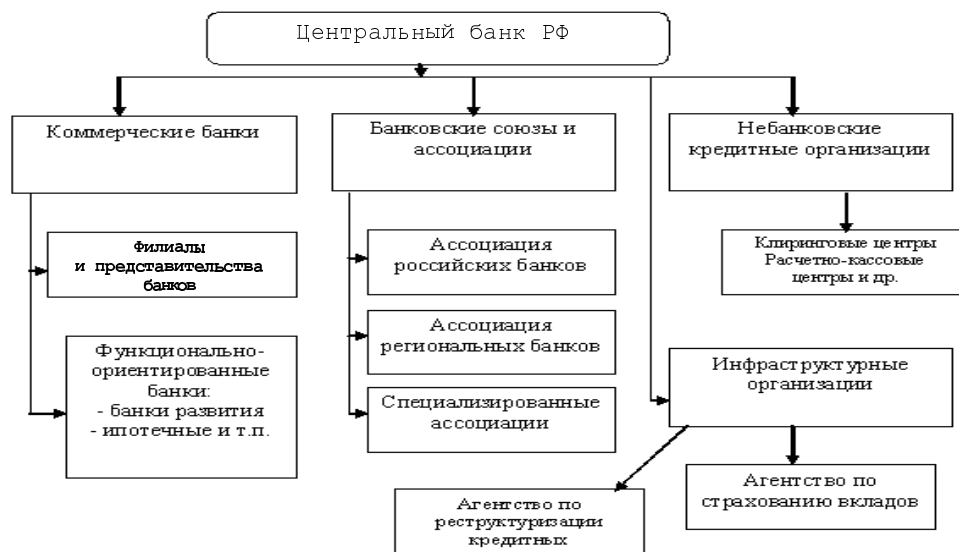 Центральный банк РФ
Коммерческие банки
Банковские союзы и
ассоциации
Небанковские
кредитные организации
Филиалы
и представительства
банков
Ассоциация
российских банков
Клиринговые центры
Расчетно-кассовые
центры и др.
Функционально-
ориентированные
банки:
- банки развития
- ипотечные и т.п.
Ассоциация
региональных банков
Специализированные
ассоциации
Инфраструктурные
организации
Агентство по
реструктуризации
кредитных
Агентство по
страхованию вкладов